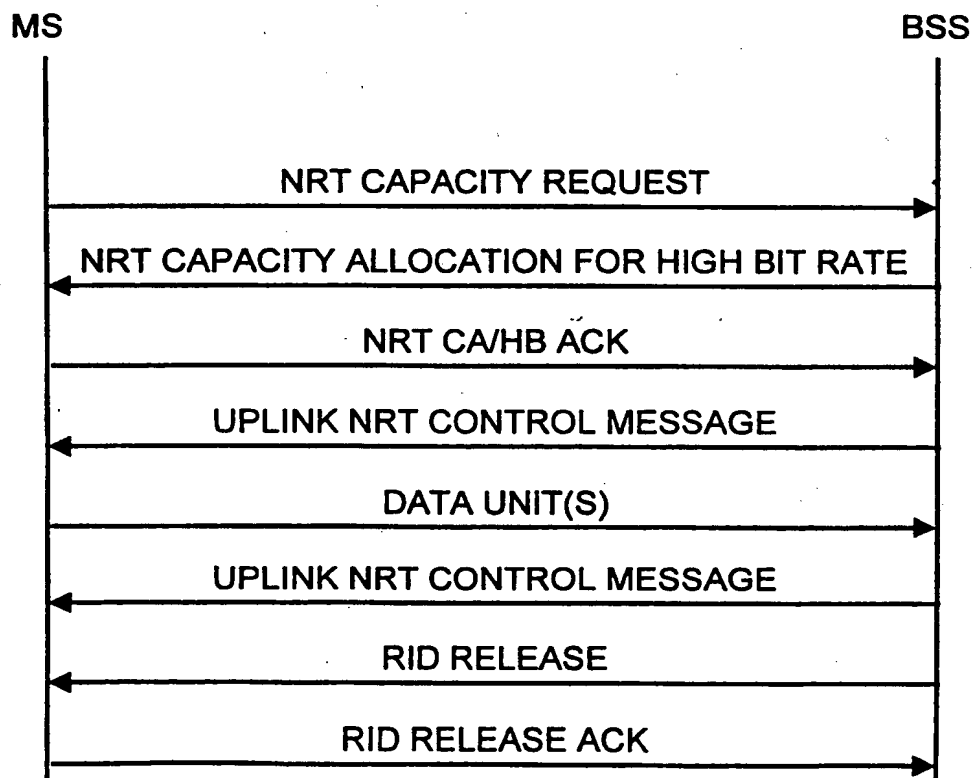 MS
BSS
NRT CAPACITY REQUEST
NRT CAPACITY ALLOCATION FOR HIGH BIT RATE
NRT CA/HB ACK
UPLINK NRT CONTROL MESSAGE
DATA UNIT(S)
UPLINK NRT CONTROL MESSAGE
RID RELEASE
RID RELEASE ACK